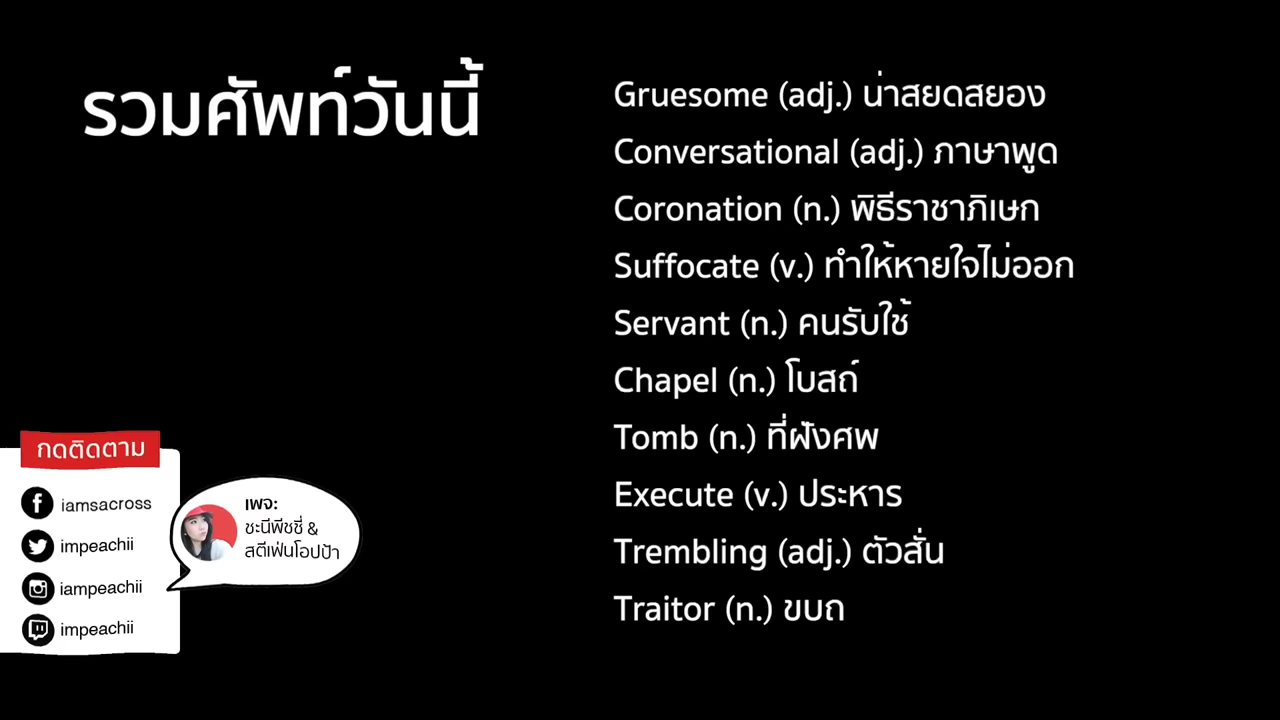 รวมศัพท์วันนี้
Gruesome (adj.) น่าสยดสยอง
Conversational (adj.) ภาษาพูด
Coronation (n.) พิธีราชาภิเษก
Suffocate (v.) ทำให้หายใจไม่ออก
Servant (n.) คนรับใช้
Chapel (n.) โบสถ์
Tomb (n.) ที่ฝังศพ
Execute (v.) ประหาร
Trembling (adj.) ตัวสั่น
Traitor (n.) ขบถ
กดติดตาม
iamsacross
impeachii
iampeachii
impeachii
เพจ:
ชะนีพีชชี่ &
สตีเฟ่นโอปป้า